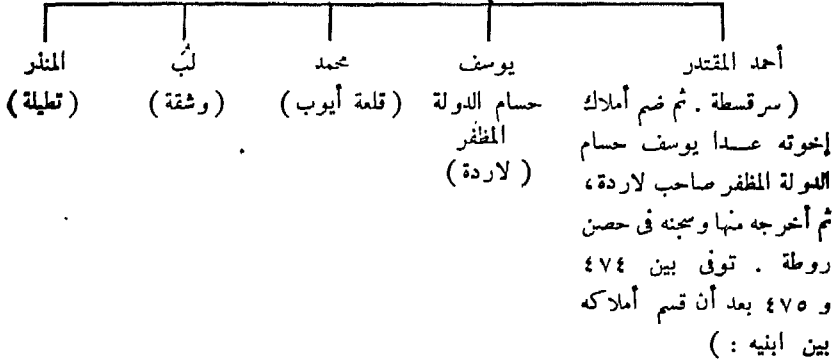 أحمد المقتدر
( سرقسطة . ثم ضم أملاك
إخوته عدا يوسف حسام
الدولة المظفر صاحب لاردة ،
ثم أخرجه منها وسجنه فى حصن
روطة . توفى بين ٤٧٤
و ٤٧٥ بعد أن قسم أملاكه
بين ابنيه : )
يوسف
حسام الدولة
المظفر
( لاردة )
محمد
( قلعة أيوب )
لُبّ
( وشقة )
المنذر
( تطيلة )